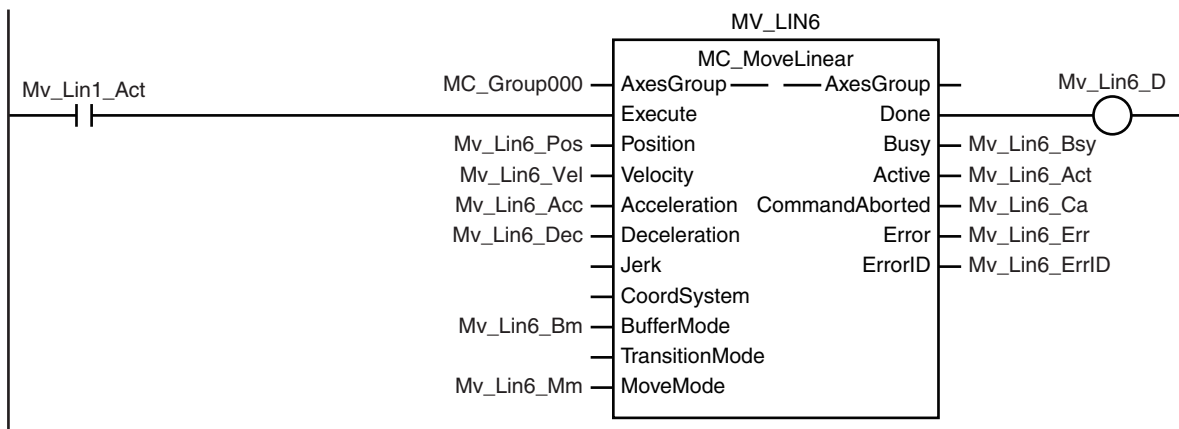 MV_LIN6
MC_MoveLinear
MC_Group000 AxesGroup AxesGroup Mv_Lin6_D
Mv_Lin1_Act
Execute Done
Mv_Lin6_Pos Position Busy Mv_Lin6_Bsy
Mv_Lin6_Vel Velocity Active Mv_Lin6_Act
Mv_Lin6_Acc Acceleration CommandAborted Mv_Lin6_Ca
Mv_Lin6_Dec Deceleration Error Mv_Lin6_Err
Jerk ErrorID Mv_Lin6_ErrID
CoordSystem
Mv_Lin6_Bm BufferMode
TransitionMode
Mv_Lin6_Mm MoveMode